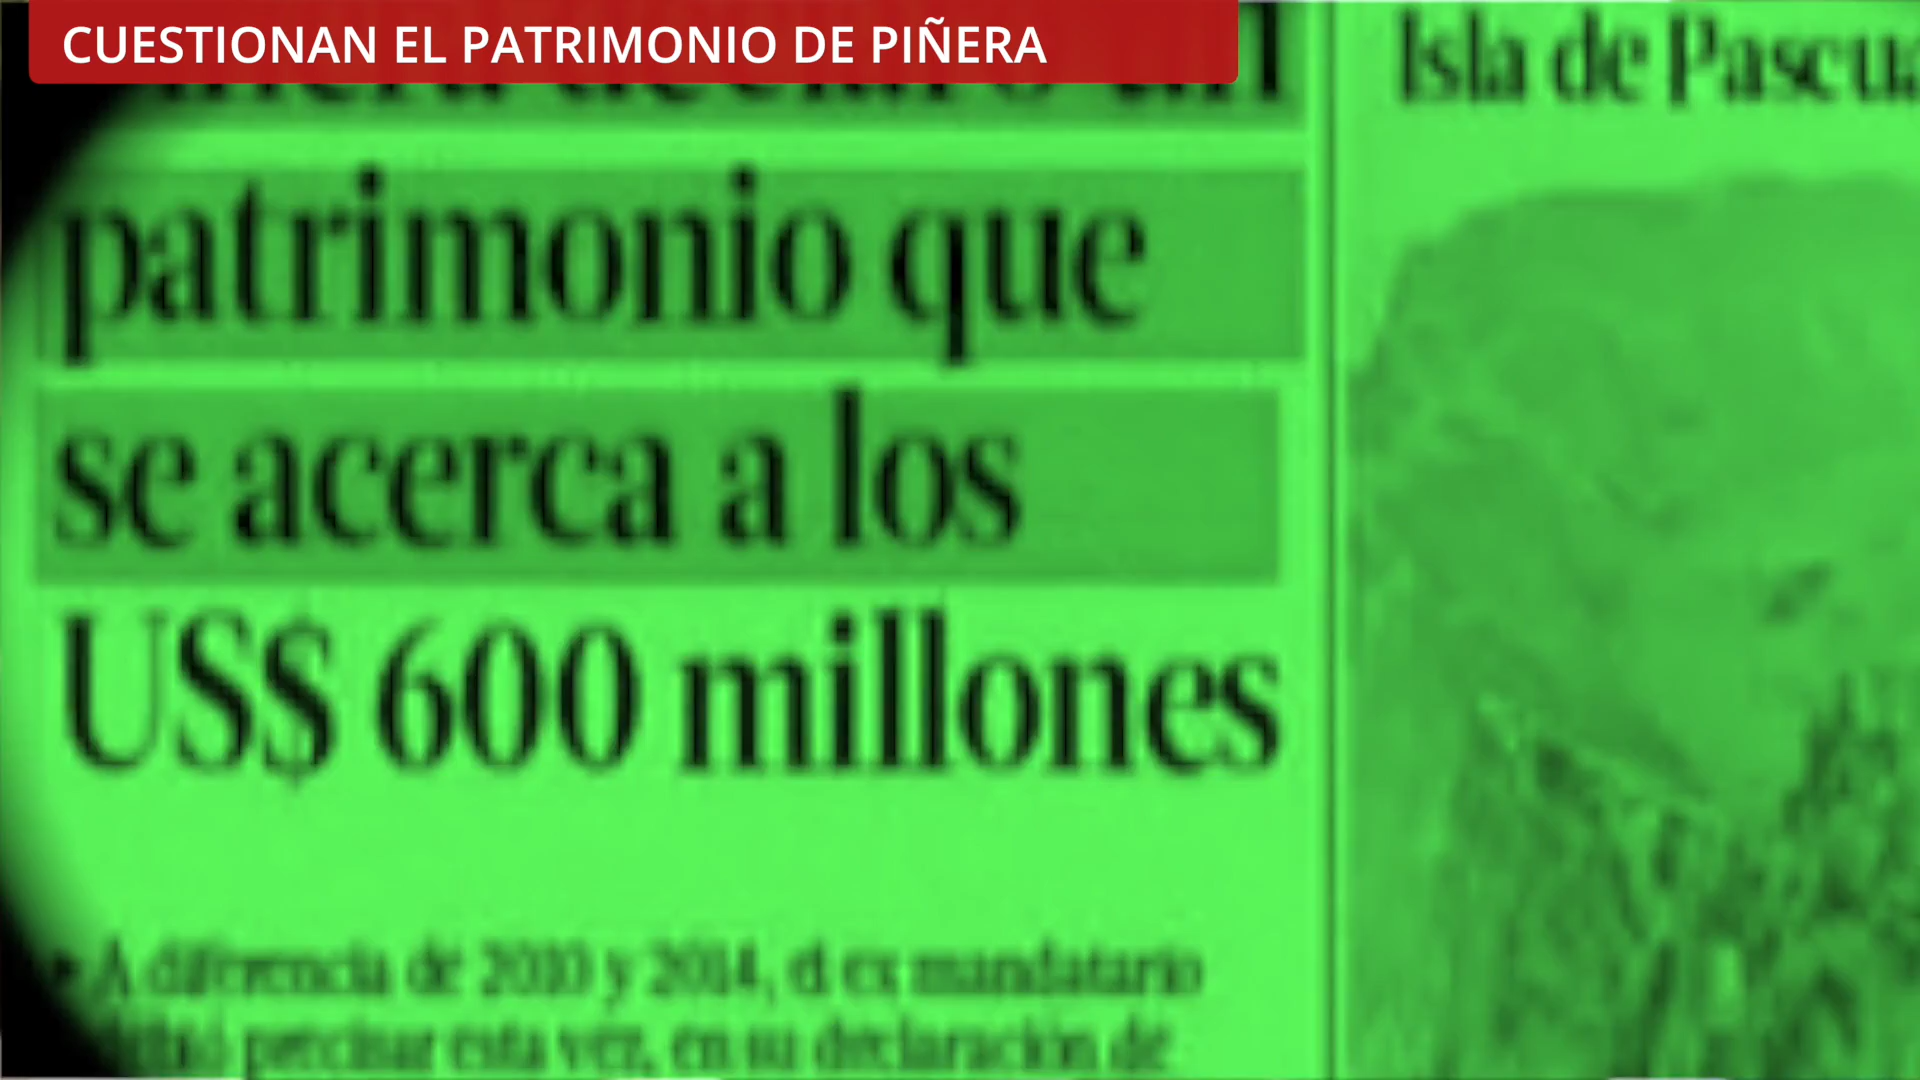 CUESTIONAN EL PATRIMONIO DE PIÑERA
Isla de Pascua
patrimonio que
se acerca a los
US$ 600 millones
A diferencia de 2010 y 2014, el ex mandatario
precisar esta vez, en su declaración de